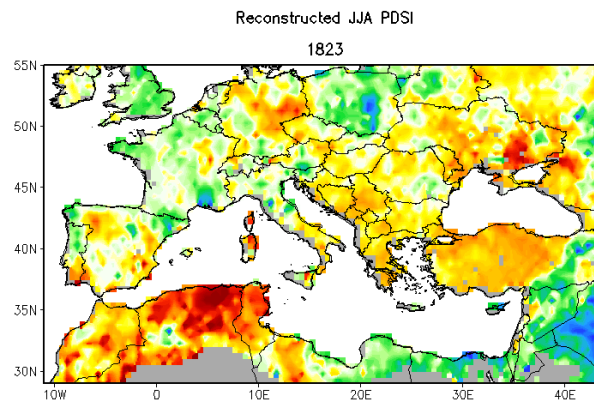 Reconstructed JJA PDSI
1823
55N
50N
45N
40N
35N
30N
10W 0 10E 20E 30E 40E